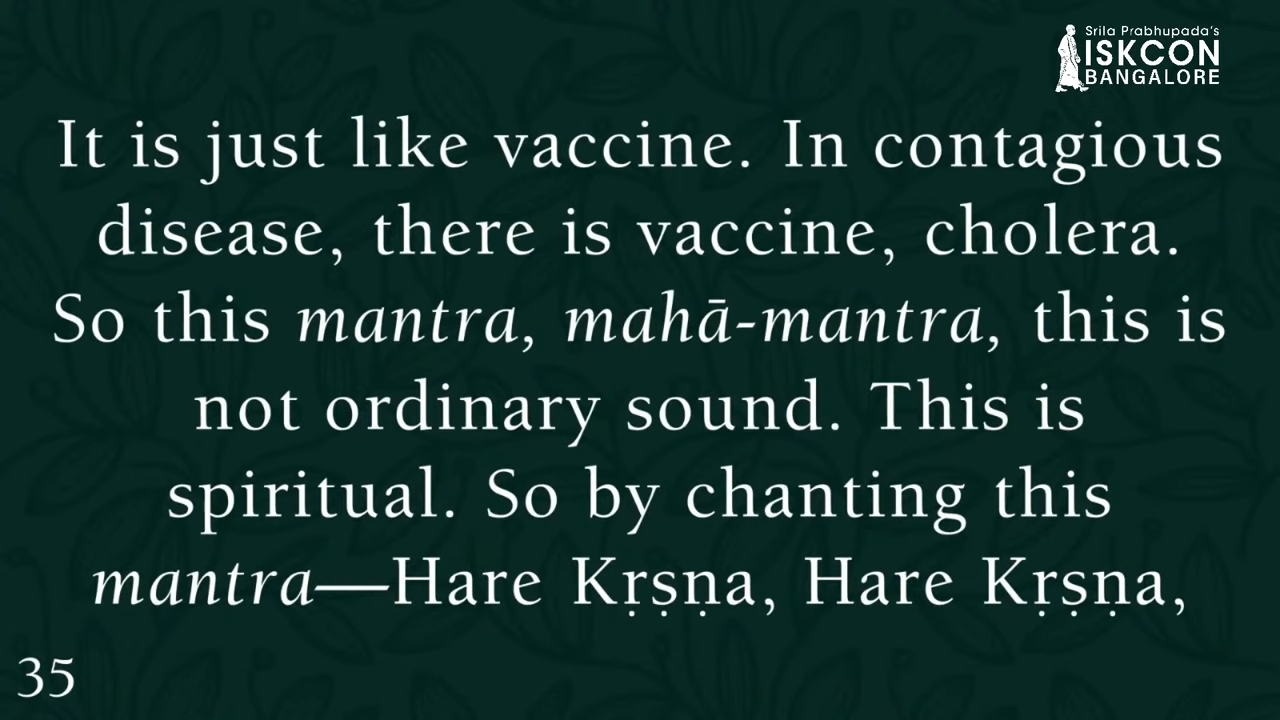 Srila Prabhupada's
ISKCON
BANGALORE
It is just like vaccine. In contagious
disease, there is vaccine, cholera.
So this mantra, mahā-mantra, this is
not ordinary sound. This is
spiritual. So by chanting this
mantra—Hare Kṛṣṇa, Hare Kṛṣṇa,
35